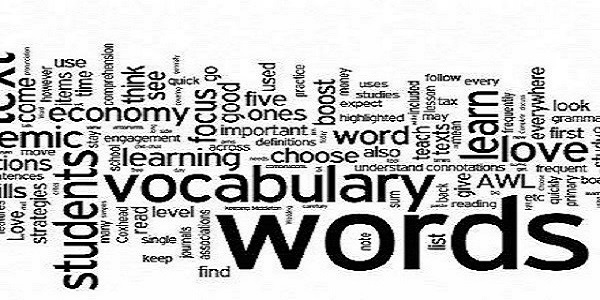 text
come
however
items
use
time
comprehension
think
see
quick
go
focus
good
used
five
practice
boost
money
uses
studies
expect
highlighted
follow
every
included
lesson
tax
may
learn
frequently
everywhere
look
grammar
first
economy
ones
important
definitions
across
word
teach
texts
love
emic
move
tions
stay
engagement
school
learning
choose
also
understand
connotations
frequent
students
free
day
vocabulary
sum
back
give
AWL
quickly
primary
ills
Love
strategies
many
Coxhead
read
level
single
keep
journals
associations
find
words
note
list
reading